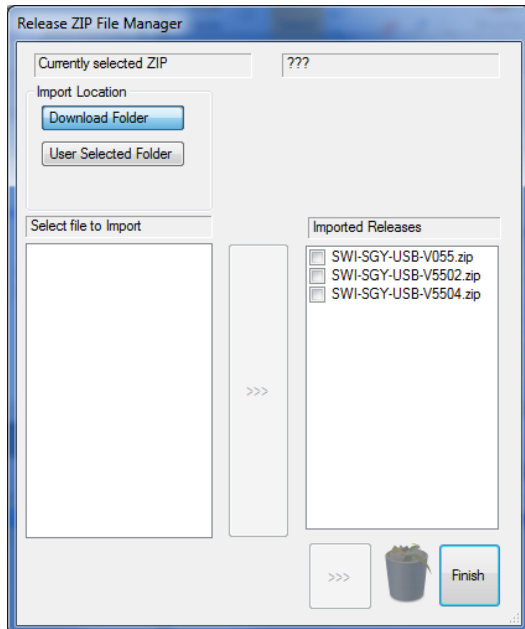 Release ZIP File Manager
Currently selected ZIP
???
Import Location
Download Folder
User Selected Folder
Select file to Import
Imported Releases
SWI-SGY-USB-V055.zip
SWI-SGY-USB-V5502.zip
SWI-SGY-USB-V5504.zip
>>>
>>>
Finish